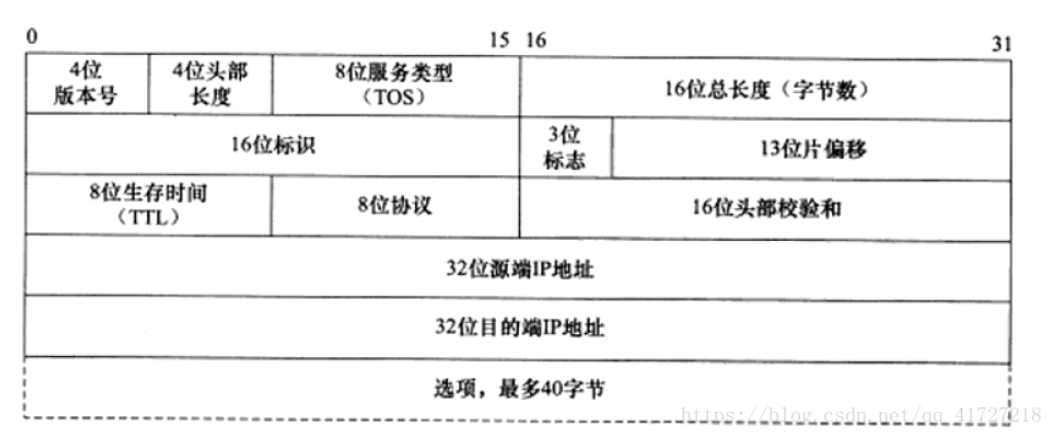 0 15 16 31
4位
版本号
4位头部
长度
8位服务类型
（TOS）
16位总长度（字节数）
16位标识
3位
标志
13位片偏移
8位生存时间
（TTL）
8位协议
16位头部校验和
32位源端IP地址
32位目的端IP地址
选项，最多40字节
https://blog.csdn.net/qq_41727218